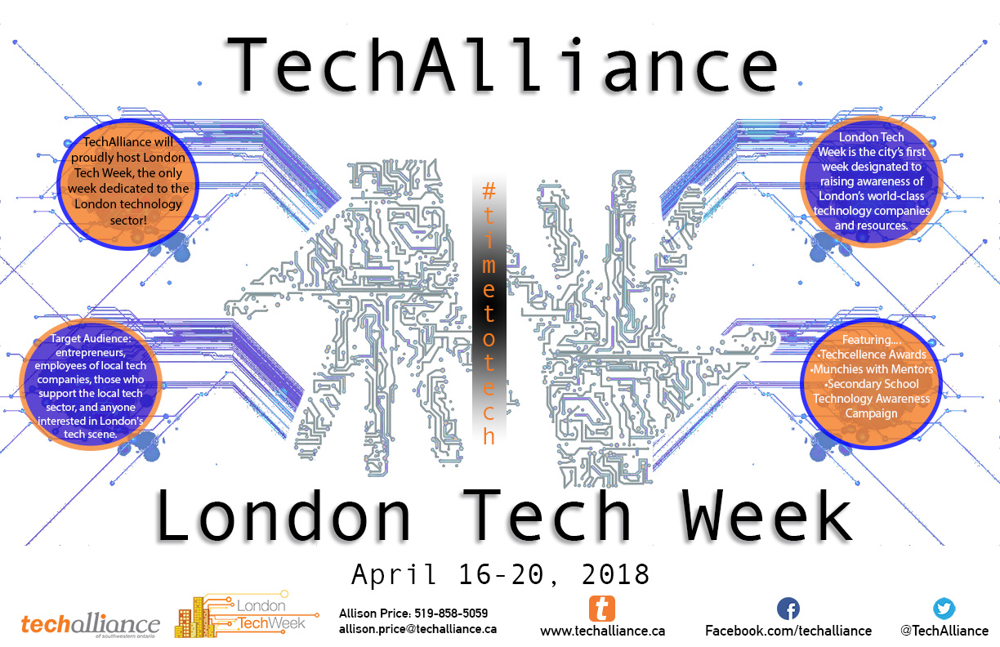 TechAlliance
TechAlliance will
proudly host London
Tech Week, the only
week dedicated to the
London technology
sector!
London Tech
Week is the city's first
week designated to
raising awareness of
London's world-class
technology companies
and resources.
#timetotech
Target Audience:
entrepreneurs,
employees of local tech
companies, those who
support the local tech
sector, and anyone
interested in London's
tech scene.
Featuring....
•Techcellence Awards
•Munchies with Mentors
•Secondary School
Technology Awareness
Campaign
London Tech Week
April 16-20, 2018
techalliance
of southwestern ontario
London
TechWeek
Allison Price: 519-858-5059
allison.price@techalliance.ca
t
www.techalliance.ca
f
Facebook.com/techalliance
@TechAlliance